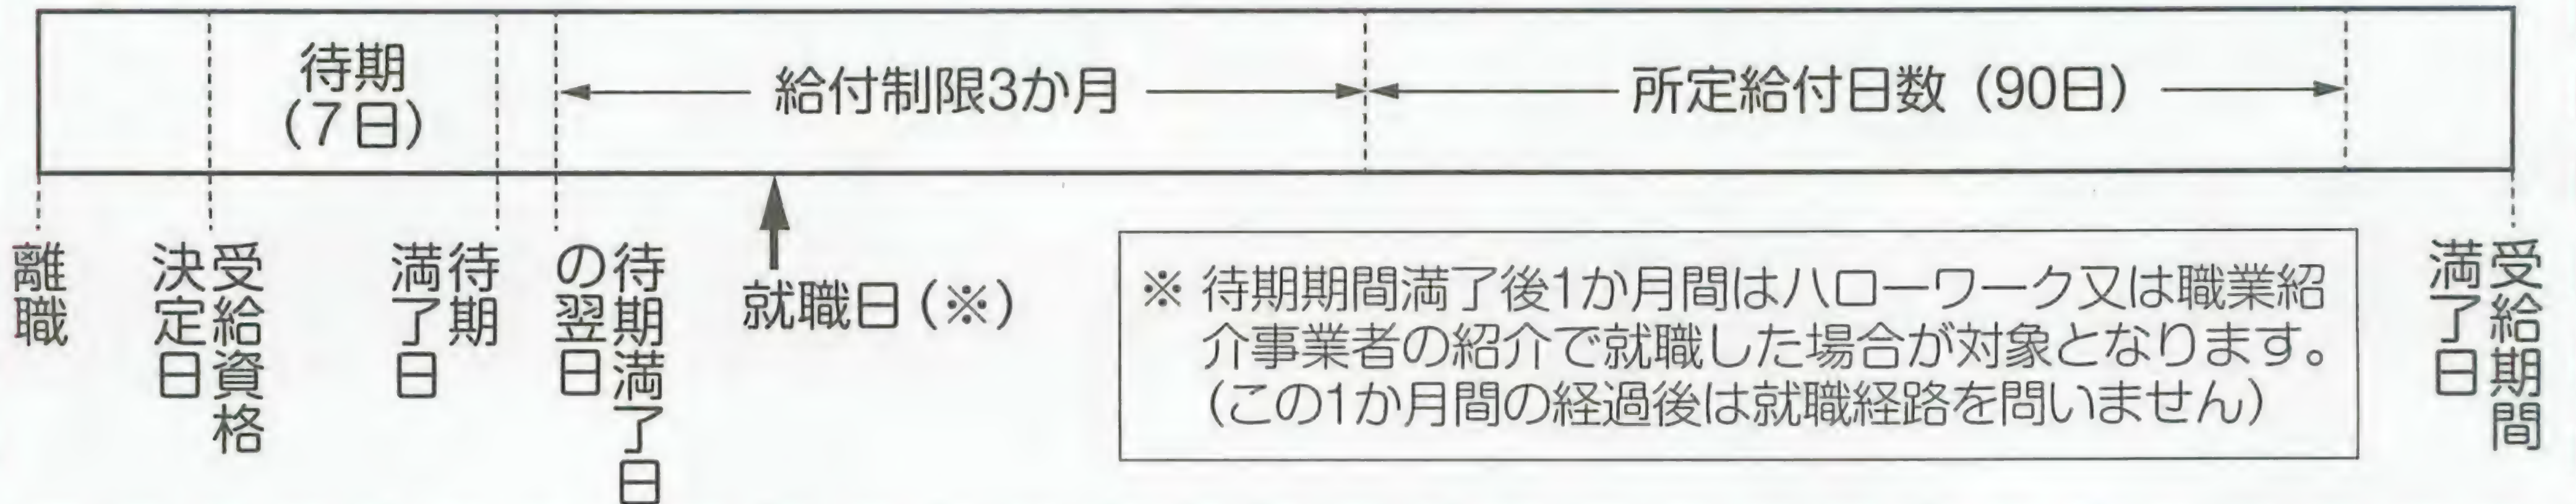 待期
(7日)
給付制限3か月
所定給付日数 (90日)
離職
受給資格
決定日
待期
満了日
待期満了日
の翌日
就職日(※)
※ 待期期間満了後1か月間はハローワーク又は職業紹
介事業者の紹介で就職した場合が対象となります。
(この1か月間の経過後は就職経路を問いません)
受給期間
満了日